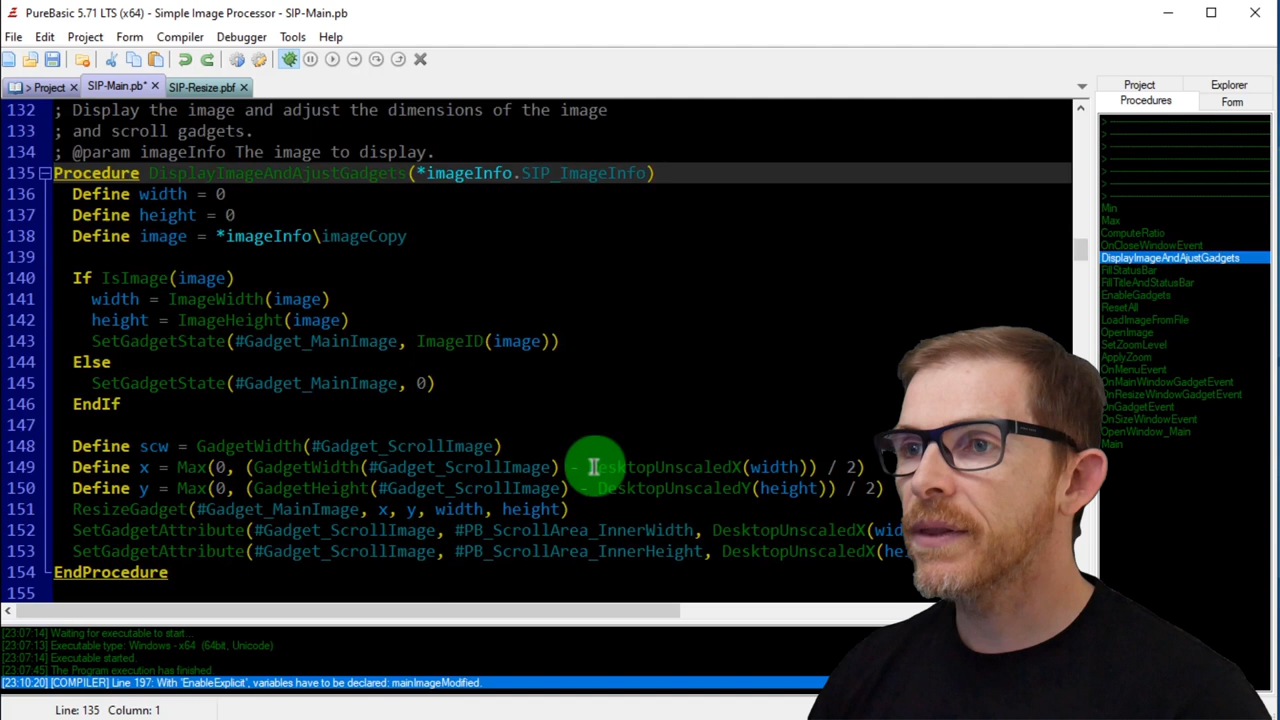 PureBasic 5.71 LTS (x64) - Simple Image Processor - SIP-Main.pb
File Edit Project Form Compiler Debugger Tools Help
> Project SIP-Main.pb* SIP-Resize.pbf
Project Explorer
Procedures Form
132 ; Display the image and adjust the dimensions of the image
133 ; and scroll gadgets.
134 ; @param imageInfo The image to display.
135 Procedure DisplayImageAndAjustGadgets(*imageInfo.SIP_ImageInfo)
136 Define width = 0
137 Define height = 0
138 Define image = *imageInfo\imageCopy
139
140 If IsImage(image)
141 width = ImageWidth(image)
142 height = ImageHeight(image)
143 SetGadgetState(#Gadget_MainImage, ImageID(image))
144 Else
145 SetGadgetState(#Gadget_MainImage, 0)
146 EndIf
147
148 Define scw = GadgetWidth(#Gadget_ScrollImage)
149 Define x = Max(0, (GadgetWidth(#Gadget_ScrollImage) - DesktopUnscaledX(width)) / 2)
150 Define y = Max(0, (GadgetHeight(#Gadget_ScrollImage) - DesktopUnscaledY(height)) / 2)
151 ResizeGadget(#Gadget_MainImage, x, y, width, height)
152 SetGadgetAttribute(#Gadget_ScrollImage, #PB_ScrollArea_InnerWidth, DesktopUnscaledX(wid
153 SetGadgetAttribute(#Gadget_ScrollImage, #PB_ScrollArea_InnerHeight, DesktopUnscaledX(he
154 EndProcedure
155
Min
Max
ComputeRatio
OnCloseWindowEvent
DisplayImageAndAjustGadgets
FillStatusBar
FillTitleAndStatusBar
EnableGadgets
ResetAll
LoadImageFromFile
OpenImage
SetZoomLevel
ApplyZoom
OnMenuEvent
OnMainWindowGadgetEvent
OnResizeWindowGadgetEvent
OnGadgetEvent
OnSizeWindowEvent
OpenWindow_Main
Main
[23:07:14] Waiting for executable to start...
[23:07:13] Executable type: Windows - x64 (64bit, Unicode)
[23:07:14] Executable started.
[23:07:45] The Program execution has finished.
[23:10:20] [COMPILER] Line 197: With 'EnableExplicit', variables have to be declared: mainImageModified.
Line: 135 Column: 1